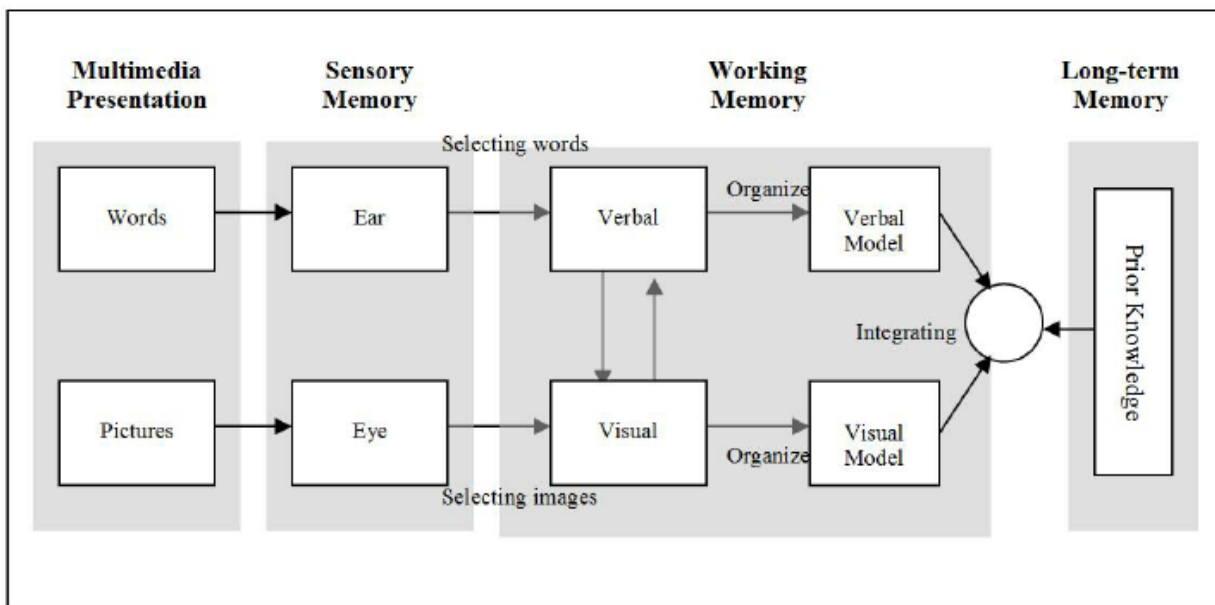 Multimedia
Presentation
Sensory
Memory
Working
Memory
Long-term
Memory
Selecting words
Words
Ear
Verbal
Organize
Verbal
Model
Integrating
Prior Knowledge
Pictures
Eye
Visual
Organize
Visual
Model
Selecting images